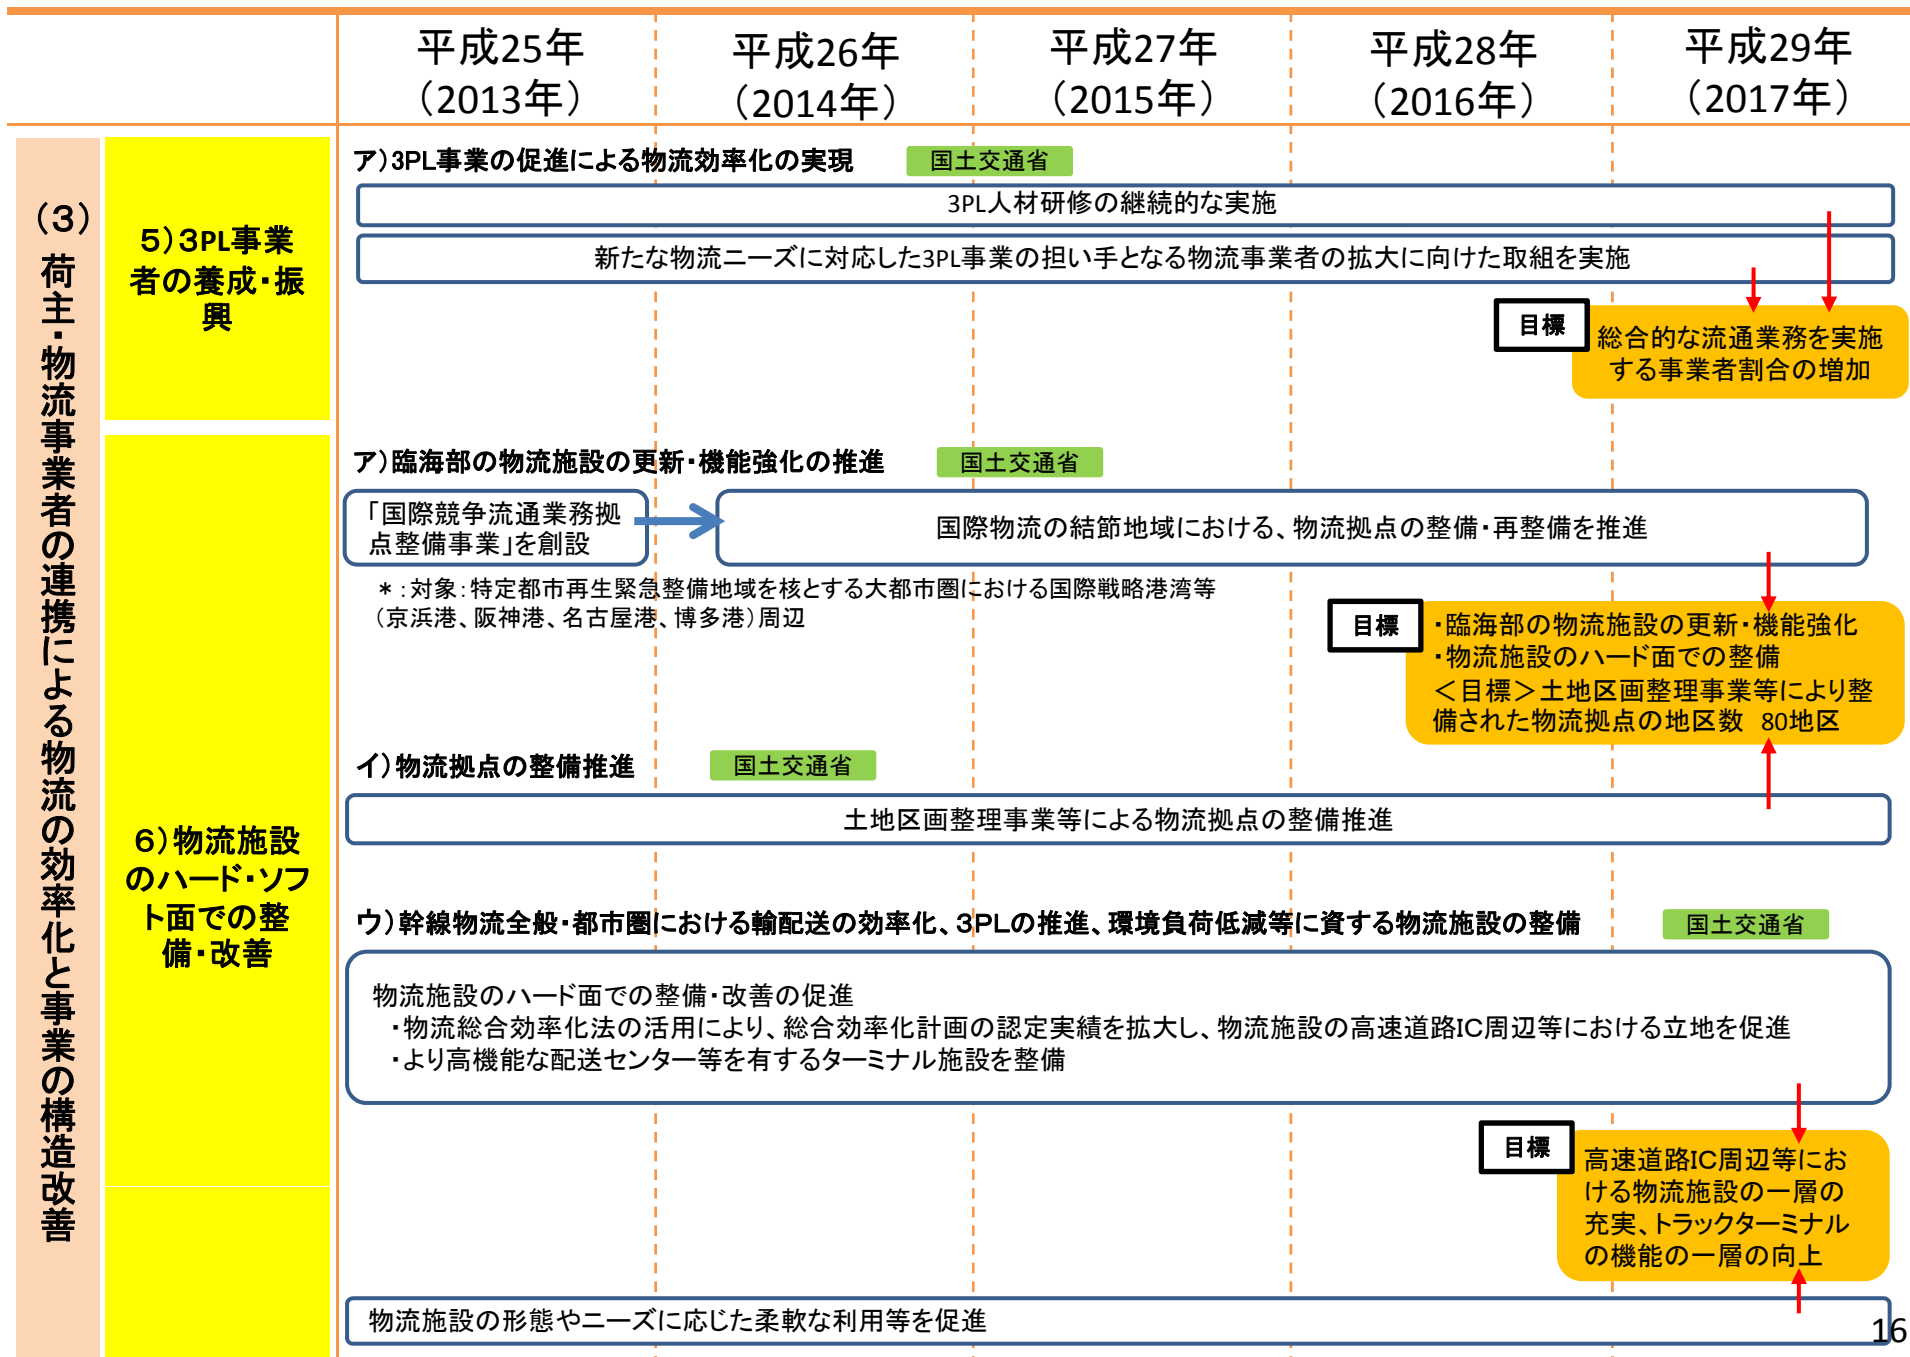 平成25年
（2013年）
平成26年
（2014年）
平成27年
（2015年）
平成28年
（2016年）
平成29年
（2017年）
（３）荷主・物流事業者の連携による物流の効率化と事業の構造改善
５）３PL事業
者の養成・振
興
ア）3PL事業の促進による物流効率化の実現
国土交通省
3PL人材研修の継続的な実施
新たな物流ニーズに対応した3PL事業の担い手となる物流事業者の拡大に向けた取組を実施
目標
総合的な流通業務を実施
する事業者割合の増加
６）物流施設
のハード・ソフ
ト面での整
備・改善
ア）臨海部の物流施設の更新・機能強化の推進
国土交通省
「国際競争流通業務拠
点整備事業」を創設
国際物流の結節地域における、物流拠点の整備・再整備を推進
＊：対象：特定都市再生緊急整備地域を核とする大都市圏における国際戦略港湾等
（京浜港、阪神港、名古屋港、博多港）周辺
目標
・臨海部の物流施設の更新・機能強化
・物流施設のハード面での整備
＜目標＞土地区画整理事業等により整
備された物流拠点の地区数　80地区
イ）物流拠点の整備推進
国土交通省
土地区画整理事業等による物流拠点の整備推進
ウ）幹線物流全般・都市圏における輸配送の効率化、３PLの推進、環境負荷低減等に資する物流施設の整備
国土交通省
物流施設のハード面での整備・改善の促進
・物流総合効率化法の活用により、総合効率化計画の認定実績を拡大し、物流施設の高速道路IC周辺等における立地を促進
・より高機能な配送センター等を有するターミナル施設を整備
目標
高速道路IC周辺等にお
ける物流施設の一層の
充実、トラックターミナル
の機能の一層の向上
物流施設の形態やニーズに応じた柔軟な利用等を促進
16